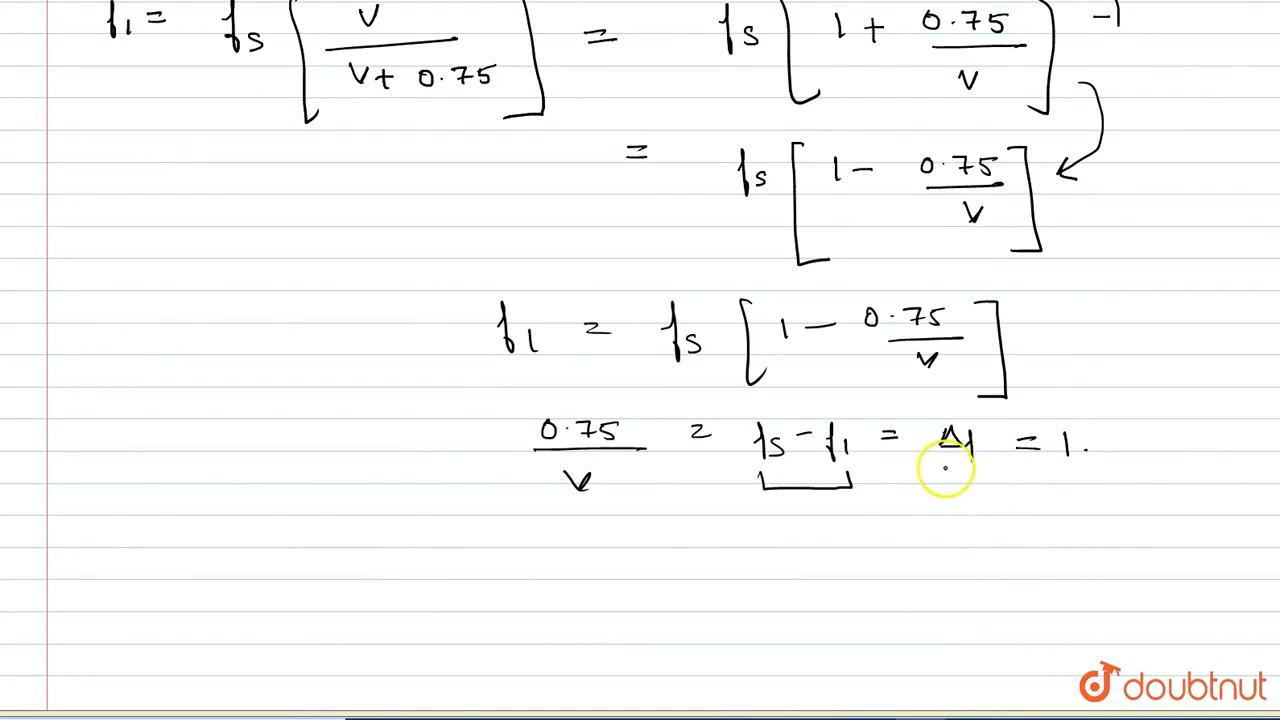 f1 = fs [ V / V + 0.75 ] = fs [ 1 + 0.75 / V ] -1
= fs [ 1 - 0.75 / V ]
f1 = fs [ 1 - 0.75 / V ]
0.75 / V = fs - f1 = Δf = 1.
doubtnut